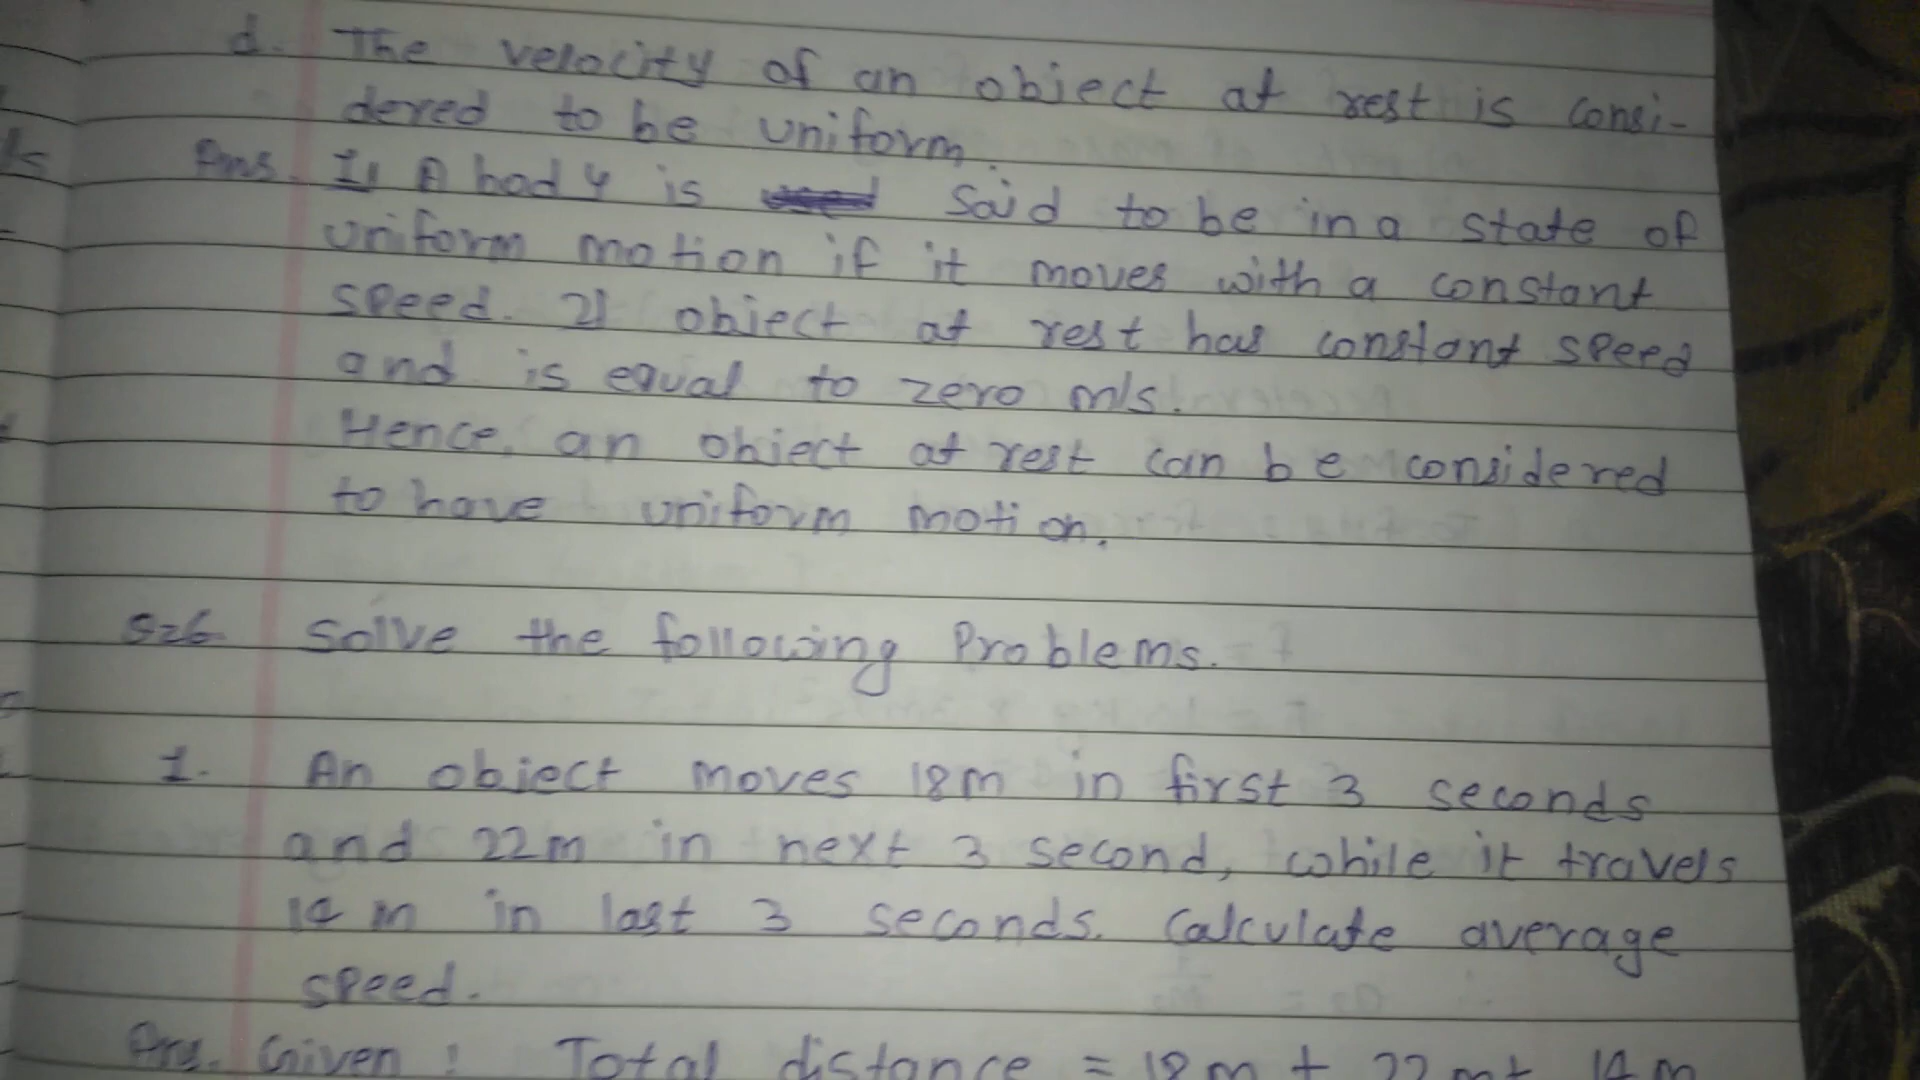 d. The velocity of an object at rest is consi-
dered to be uniform.
Ans. 1) A body is said to be in a state of
uniform motion if it moves with a constant
speed. 2) object at rest has constant speed
and is equal to zero m/s.
Hence, an object at rest can be considered
to have uniform motion.
Solve the following Problems.
1. An object moves 18m in first 3 seconds
and 22m in next 3 second, while it travels
14 m in last 3 seconds. Calculate average
speed.
Ans. Given : Total distance = 18m + 22m + 14m